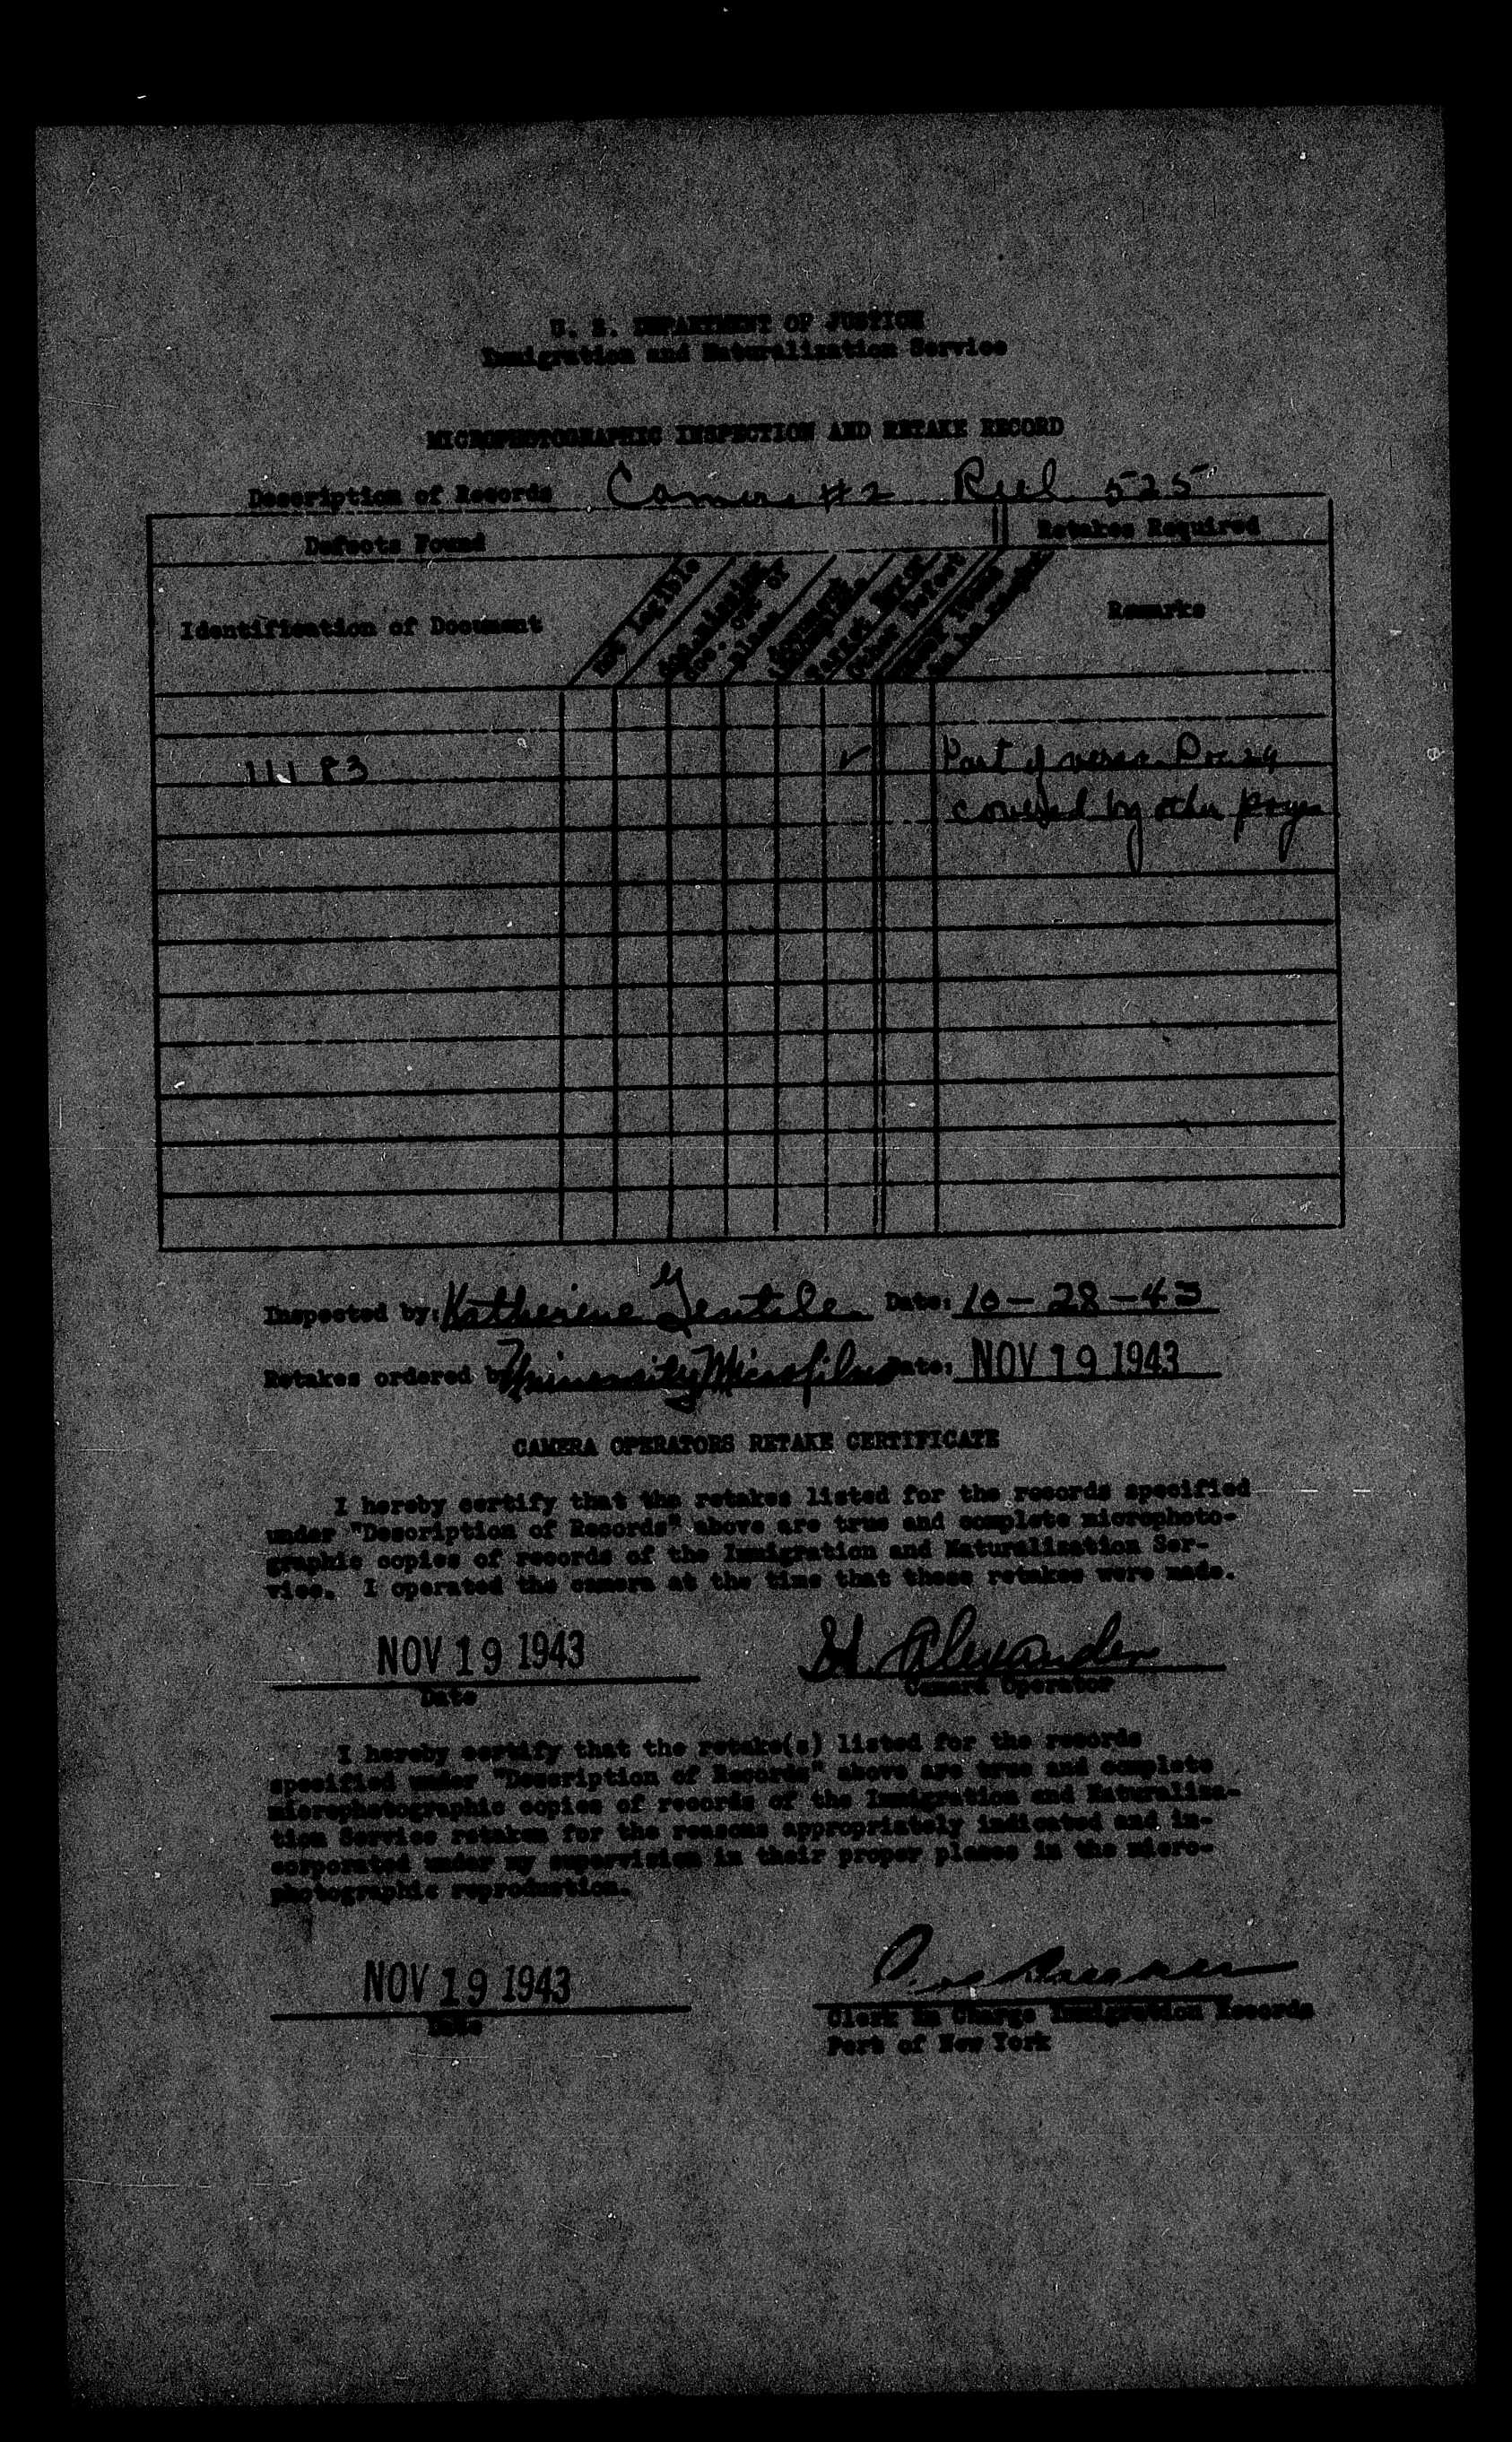 U. S. DEPARTMENT OF JUSTICE
Immigration and Naturalization Service
MICROPHOTOGRAPHIC INSPECTION AND RETAKE RECORD
Description of Records Camera #2 Reel 525
Defects Found
Retakes Required
Identification of Document
Not Legible
Remarks
111 83 ✓ Part of
covered by other page
Inspected by: Katherine Gentile Date: 10-28-43
Retakes ordered by University Microfilms Date: NOV 19 1943
CAMERA OPERATORS RETAKE CERTIFICATE
I hereby certify that the retakes listed for the records specified
under "Description of Records" above are true and complete microphoto-
graphic copies of records of the Immigration and Naturalization Ser-
vice. I operated the camera at the time that these retakes were made.
NOV 19 1943 H. Alexander
Date Camera Operator
I hereby certify that the retake(s) listed for the records
specified under "Description of Records" above are true and complete
microphotographic copies of records of the Immigration and Naturaliza-
tion Service retaken for the reasons appropriately indicated and in-
corporated under my supervision in their proper places in the micro-
photographic reproduction.
NOV 19 1943
Date Clerk in Charge Immigration Records
Port of New York